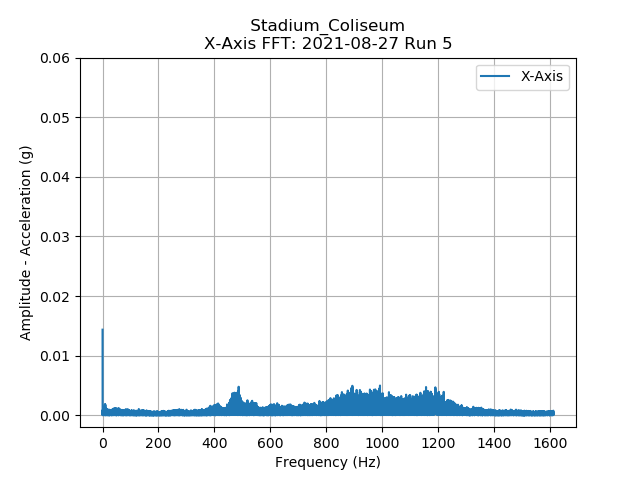 Stadium_Coliseum
X-Axis FFT: 2021-08-27 Run 5
X-Axis
Amplitude - Acceleration (g)
0.06
0.05
0.04
0.03
0.02
0.01
0.00
0 200 400 600 800 1000 1200 1400 1600
Frequency (Hz)